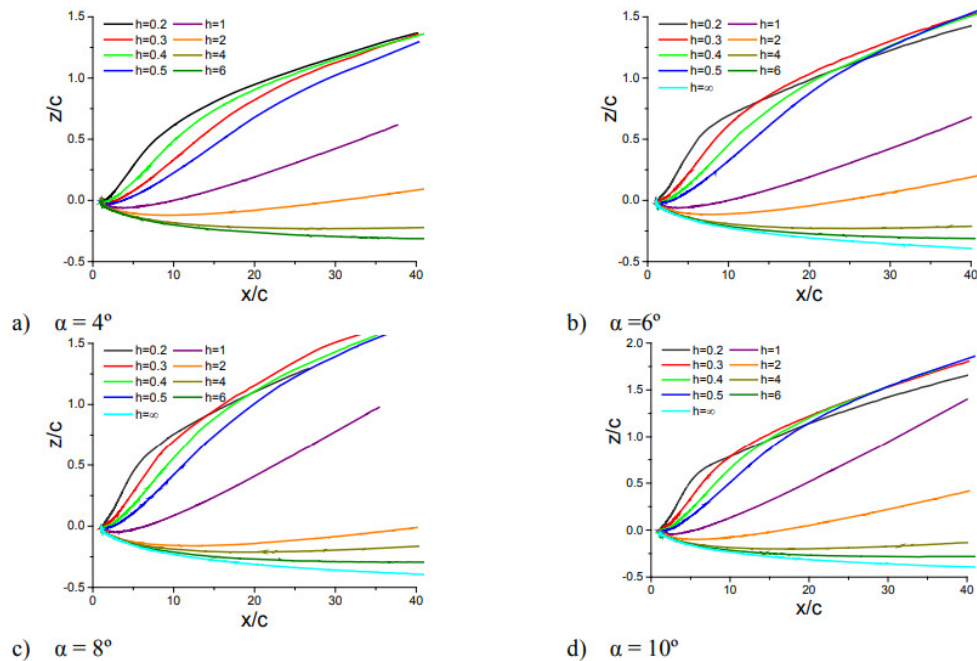 1.5
1.0
0.5
0.0
-0.5
z/c
h=0.2 h=1
h=0.3 h=2
h=0.4 h=4
h=0.5 h=6
0 10 20 30 40
x/c
a) α = 4º
1.5
1.0
0.5
0.0
-0.5
z/c
h=0.2 h=1
h=0.3 h=2
h=0.4 h=4
h=0.5 h=6
h=∞
0 10 20 30 40
x/c
b) α =6º
1.5
1.0
0.5
0.0
-0.5
z/c
h=0.2 h=1
h=0.3 h=2
h=0.4 h=4
h=0.5 h=6
h=∞
0 10 20 30 40
x/c
c) α = 8º
2.0
1.5
1.0
0.5
0.0
-0.5
z/c
h=0.2 h=1
h=0.3 h=2
h=0.4 h=4
h=0.5 h=6
h=∞
0 10 20 30 40
x/c
d) α = 10º